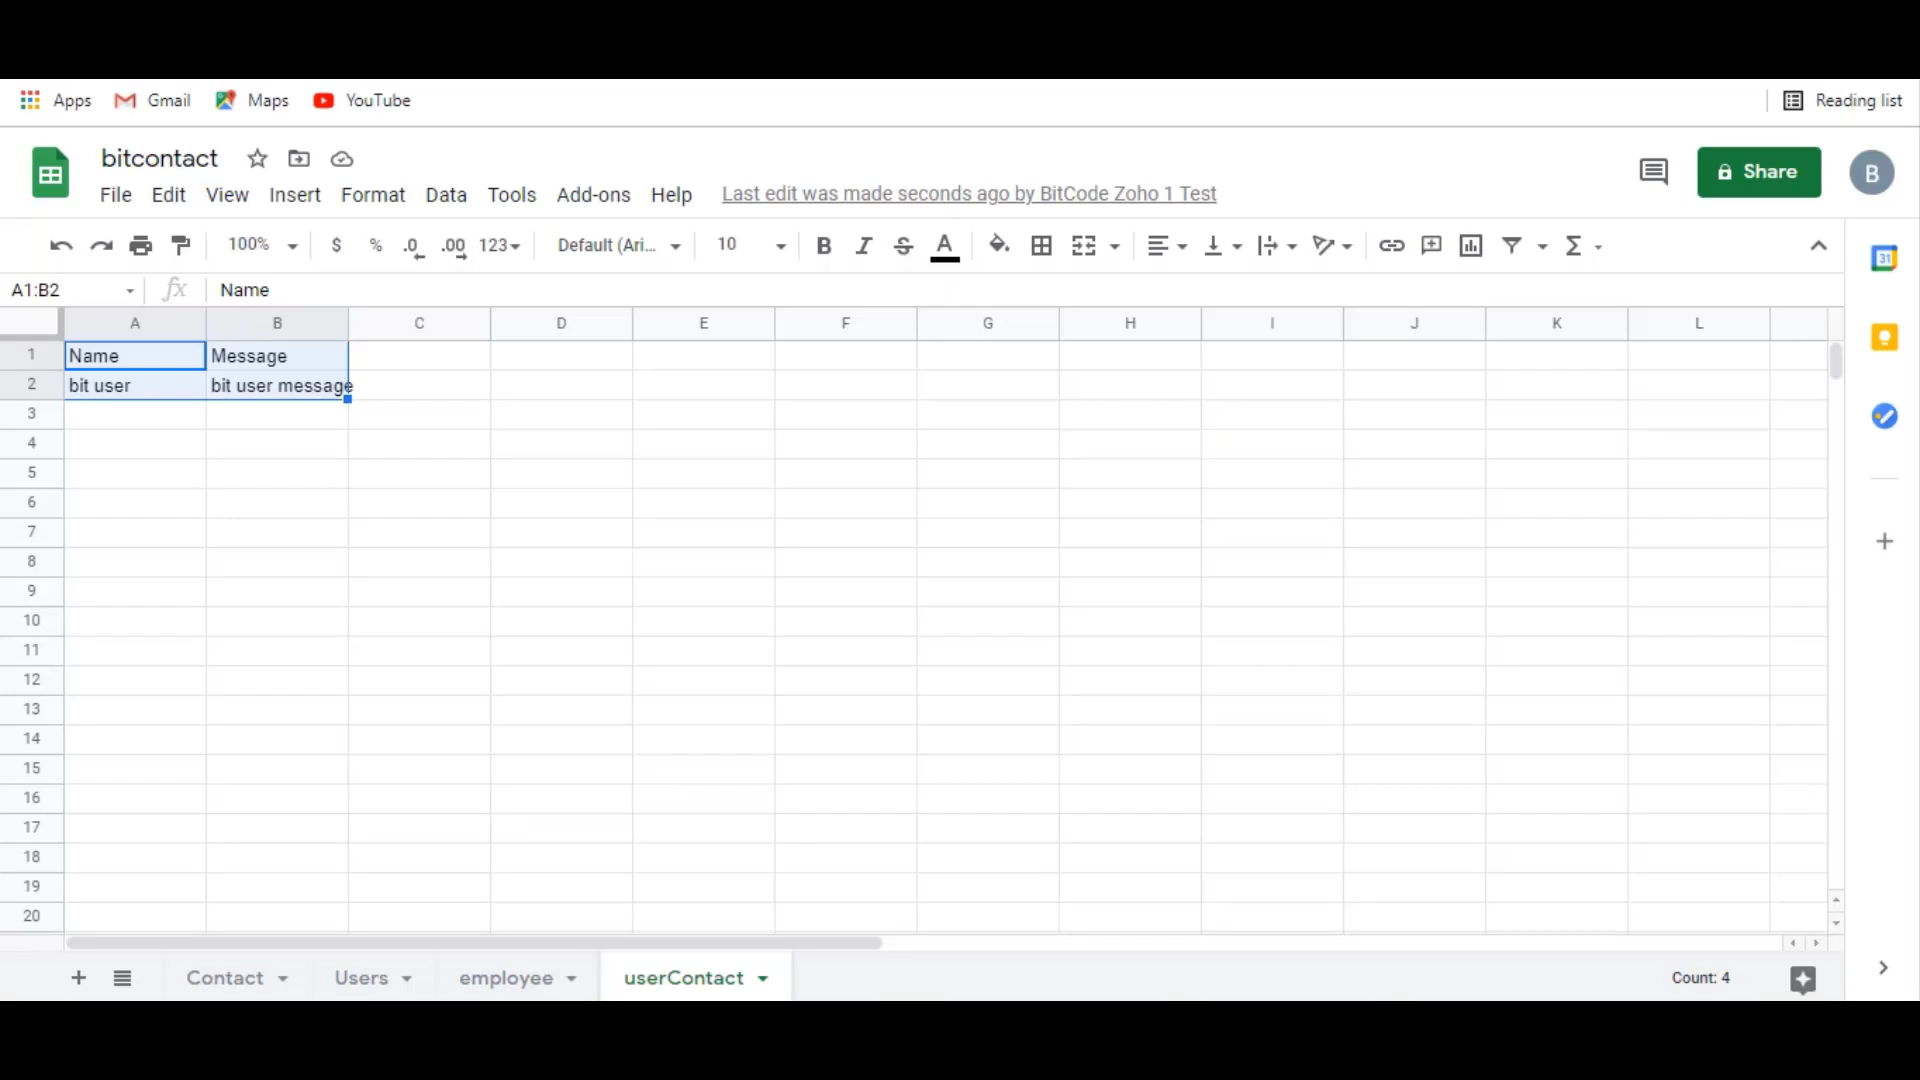 Apps Gmail Maps YouTube Reading list
bitcontact
File Edit View Insert Format Data Tools Add-ons Help Last edit was made seconds ago by BitCode Zoho 1 Test
Share
B
100% $ % .0 .00 123 Default (Ari... 10 B I S A Σ
31
A1:B2 fx Name
A B C D E F G H I J K L
1 Name Message
2 bit user bit user message
3
4
5
6
7
8
9
10
11
12
13
14
15
16
17
18
19
20
+ Contact Users employee userContact Count: 4